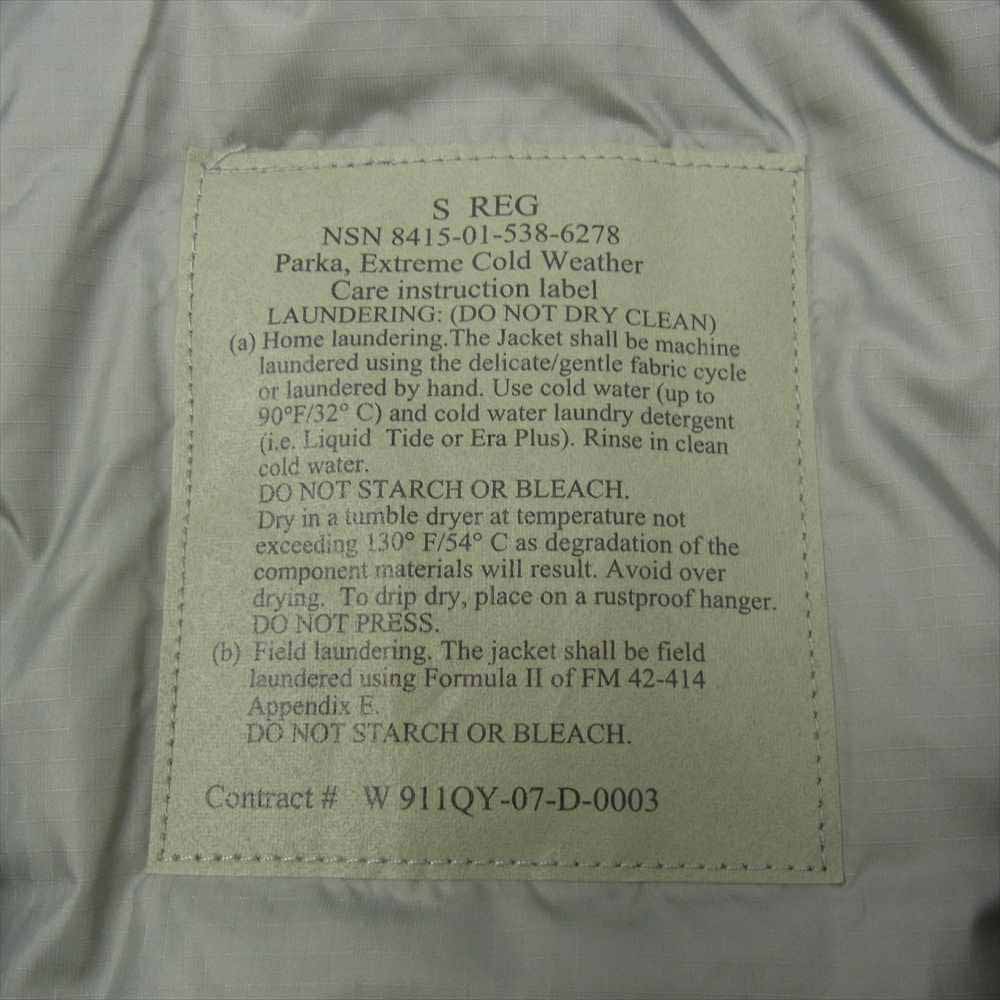 S REG
NSN 8415-01-538-6278
Parka, Extreme Cold Weather
Care instruction label
LAUNDERING: (DO NOT DRY CLEAN)
(a) Home laundering.The Jacket shall be machine
laundered using the delicate/gentle fabric cycle
or laundered by hand. Use cold water (up to
90°F/32° C) and cold water laundry detergent
(i.e. Liquid Tide or Era Plus). Rinse in clean
cold water.
DO NOT STARCH OR BLEACH.
Dry in a tumble dryer at temperature not
exceeding 130° F/54° C as degradation of the
component materials will result. Avoid over
drying. To drip dry, place on a rustproof hanger.
DO NOT PRESS.
(b) Field laundering. The jacket shall be field
laundered using Formula II of FM 42-414
Appendix E.
DO NOT STARCH OR BLEACH.
Contract # W 911QY-07-D-0003